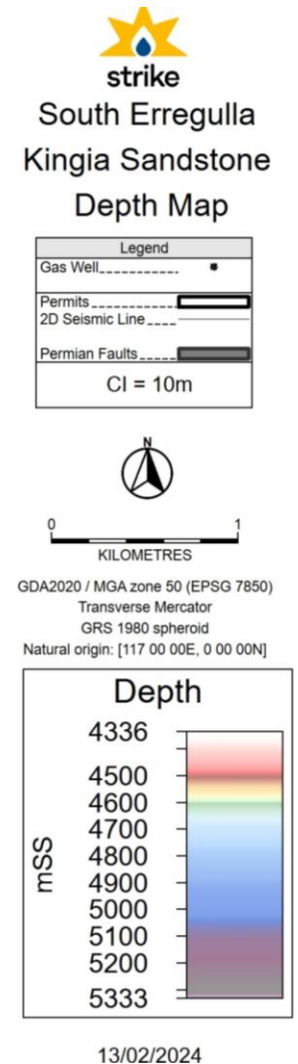 strike
South Erregulla
Kingia Sandstone
Depth Map
Legend
Gas Well
Permits
2D Seismic Line
Permian Faults
CI = 10m
N
0 1
KILOMETRES
GDA2020 / MGA zone 50 (EPSG 7850)
Transverse Mercator
GRS 1980 spheroid
Natural origin: [117 00 00E, 0 00 00N]
Depth
mSS
4336
4500
4600
4700
4800
4900
5000
5100
5200
5333
13/02/2024